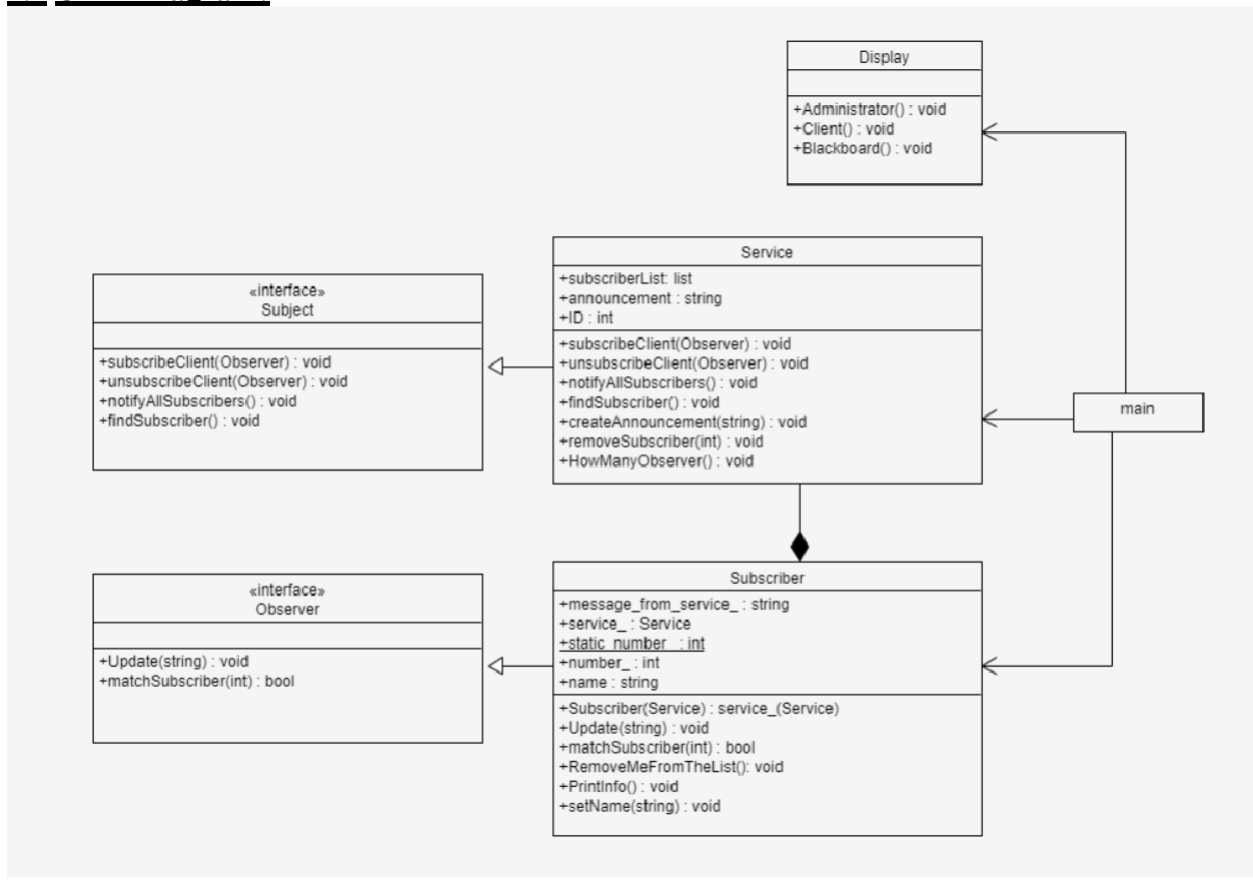 Display
+Administrator() : void
+Client() : void
+Blackboard() : void
Service
+subscriberList: list
+announcement : string
+ID : int
+subscribeClient(Observer) : void
+unsubscribeClient(Observer) : void
+notifyAllSubscribers() : void
+findSubscriber() : void
+createAnnouncement(string) : void
+removeSubscriber(int) : void
+HowManyObserver() : void
«interface»
Subject
+subscribeClient(Observer) : void
+unsubscribeClient(Observer) : void
+notifyAllSubscribers() : void
+findSubscriber() : void
main
«interface»
Observer
+Update(string) : void
+matchSubscriber(int) : bool
Subscriber
+message_from_service_ : string
+service_ : Service
+static_number_ : int
+number_ : int
+name : string
+Subscriber(Service) : service_(Service)
+Update(string) : void
+matchSubscriber(int) : bool
+RemoveMeFromTheList(): void
+PrintInfo() : void
+setName(string) : void